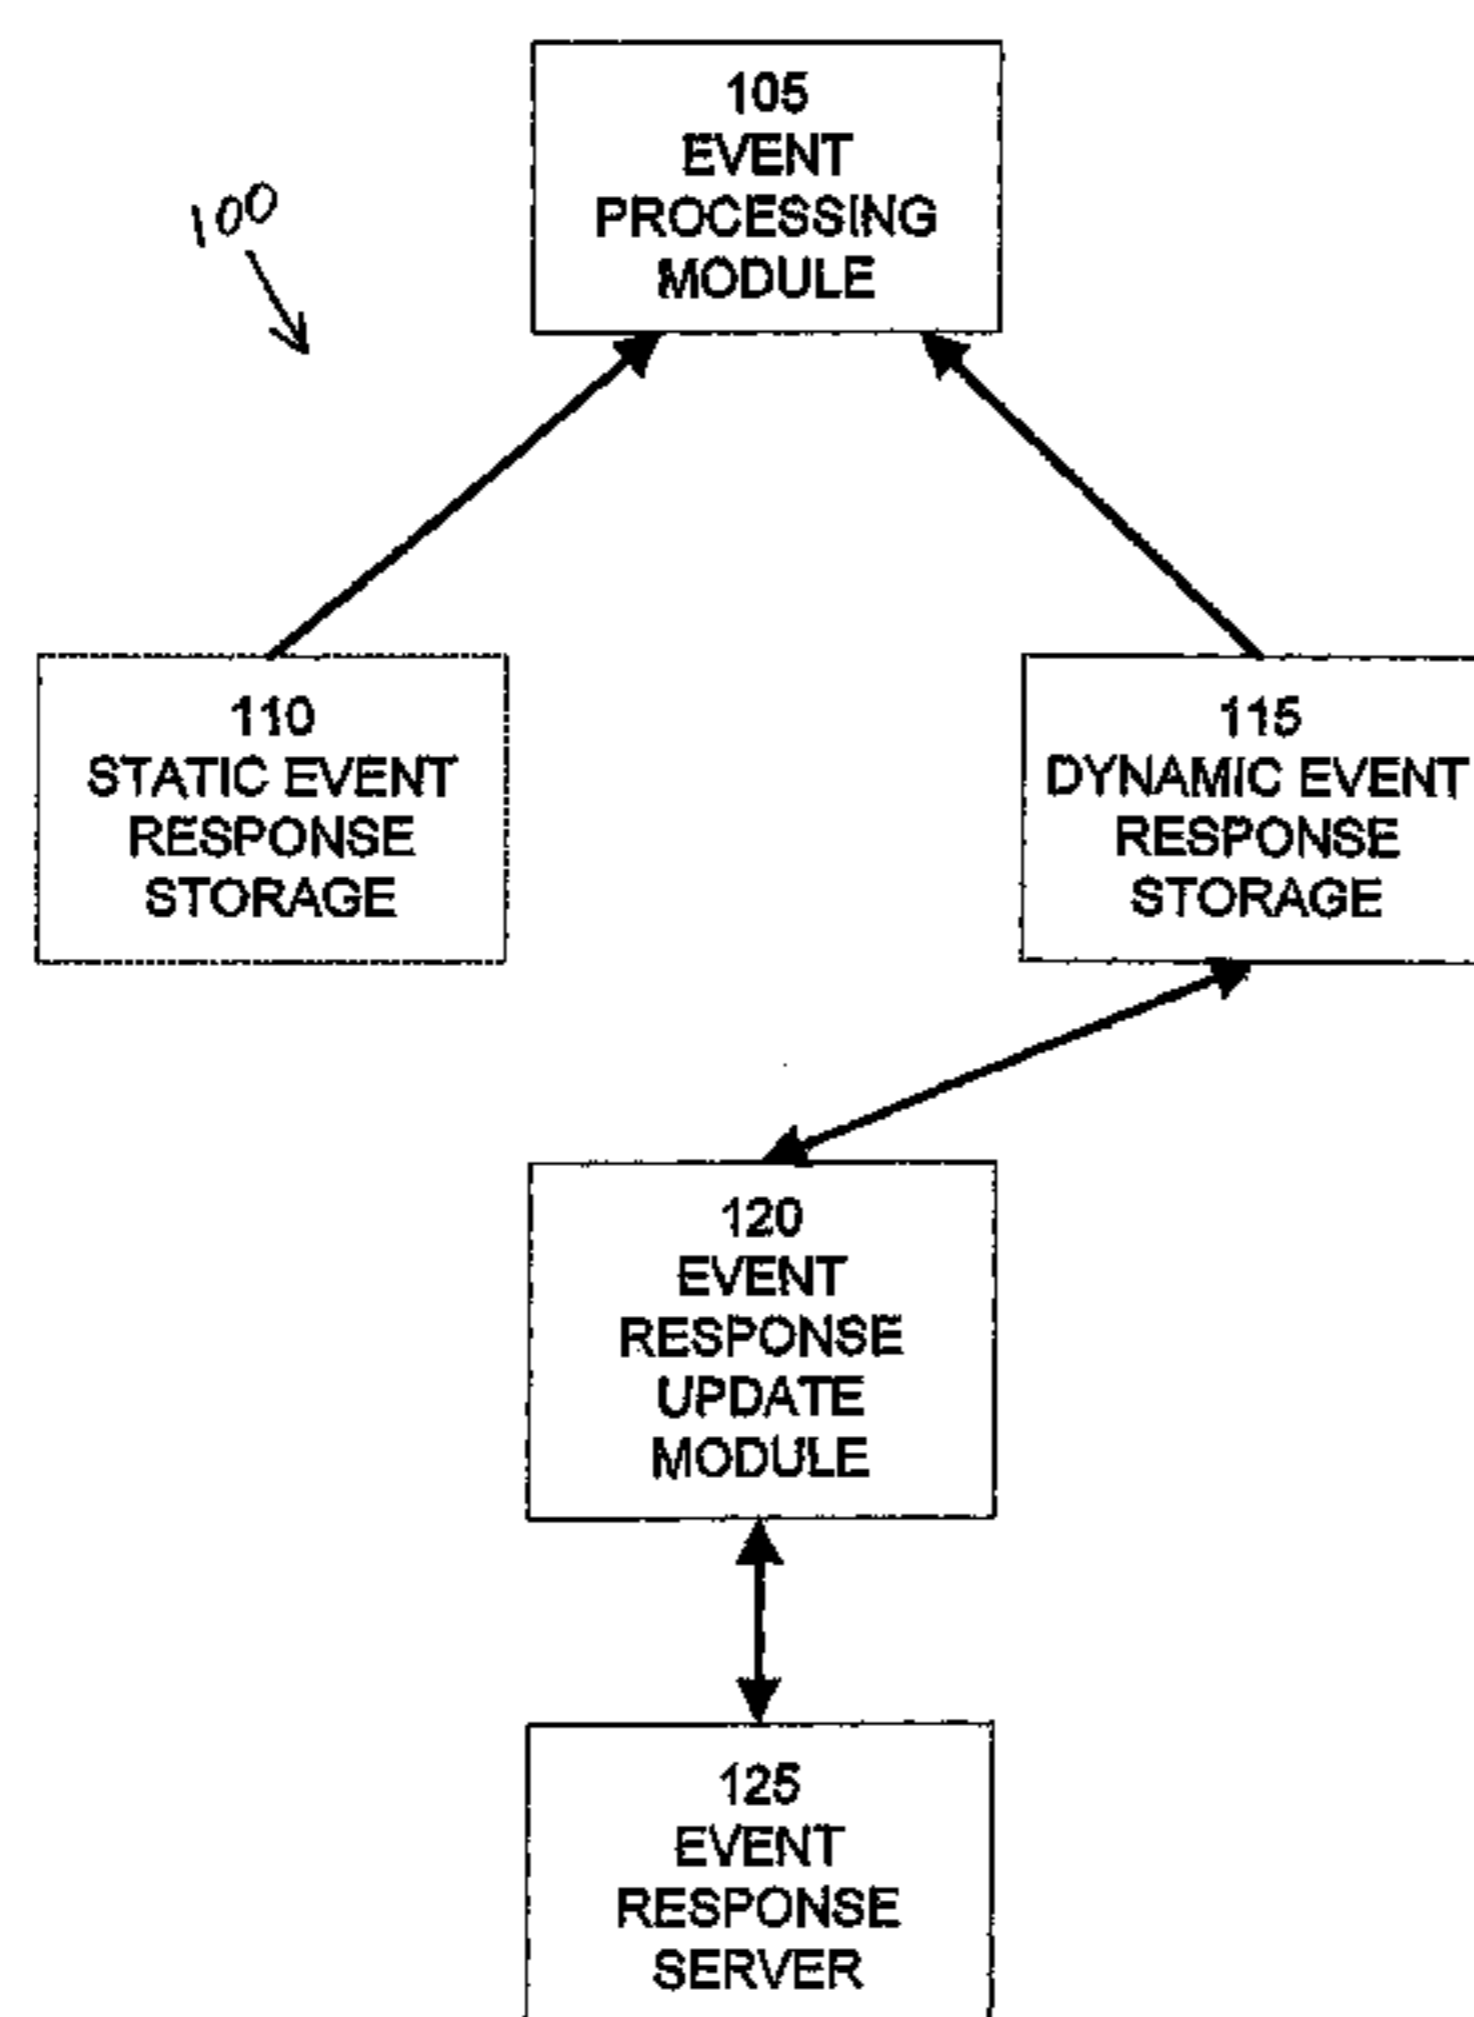 105
EVENT
PROCESSING
MODULE
100
110
STATIC EVENT
RESPONSE
STORAGE
115
DYNAMIC EVENT
RESPONSE
STORAGE
120
EVENT
RESPONSE
UPDATE
MODULE
125
EVENT
RESPONSE
SERVER